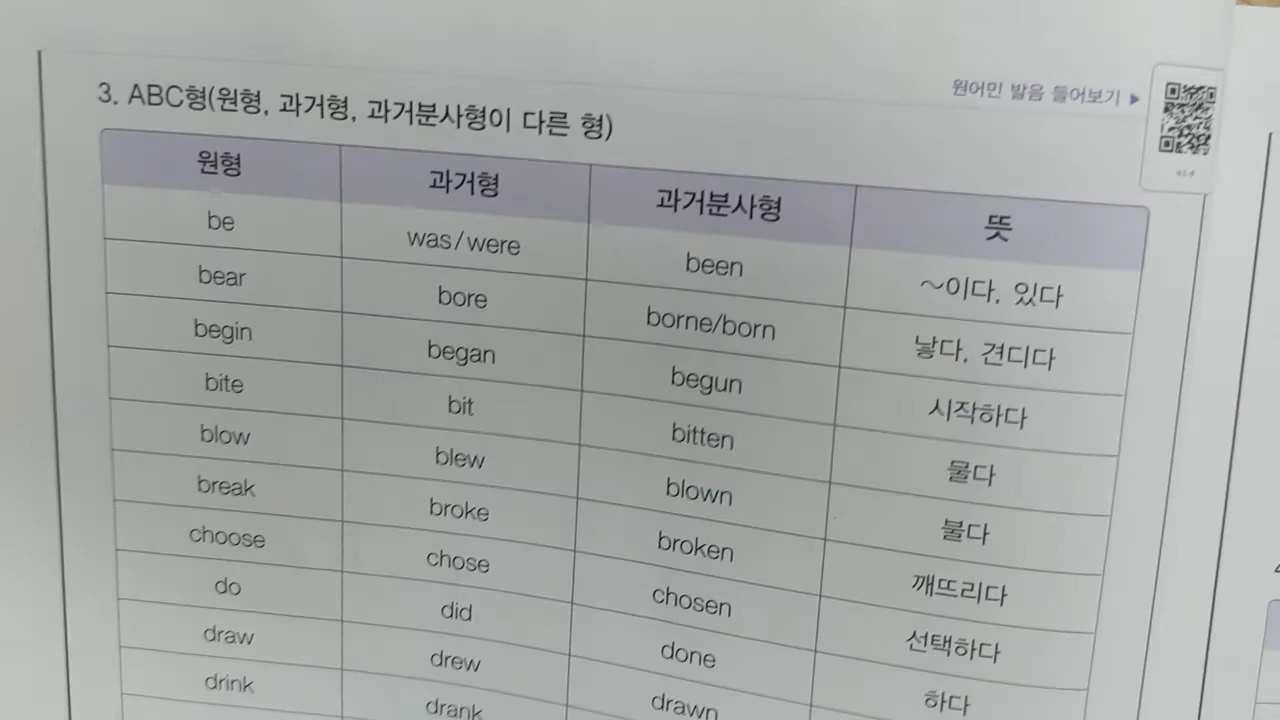 원어민 발음 들어보기 ▶
3. ABC형(원형, 과거형, 과거분사형이 다른 형)
원형 과거형 과거분사형 뜻
be was/were been ~이다, 있다
bear bore borne/born 낳다, 견디다
begin began begun 시작하다
bite bit bitten 물다
blow blew blown 불다
break broke broken 깨뜨리다
choose chose chosen 선택하다
do did done 하다
draw drew drawn
drink drank